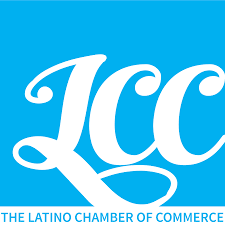 LCC
THE LATINO CHAMBER OF COMMERCE